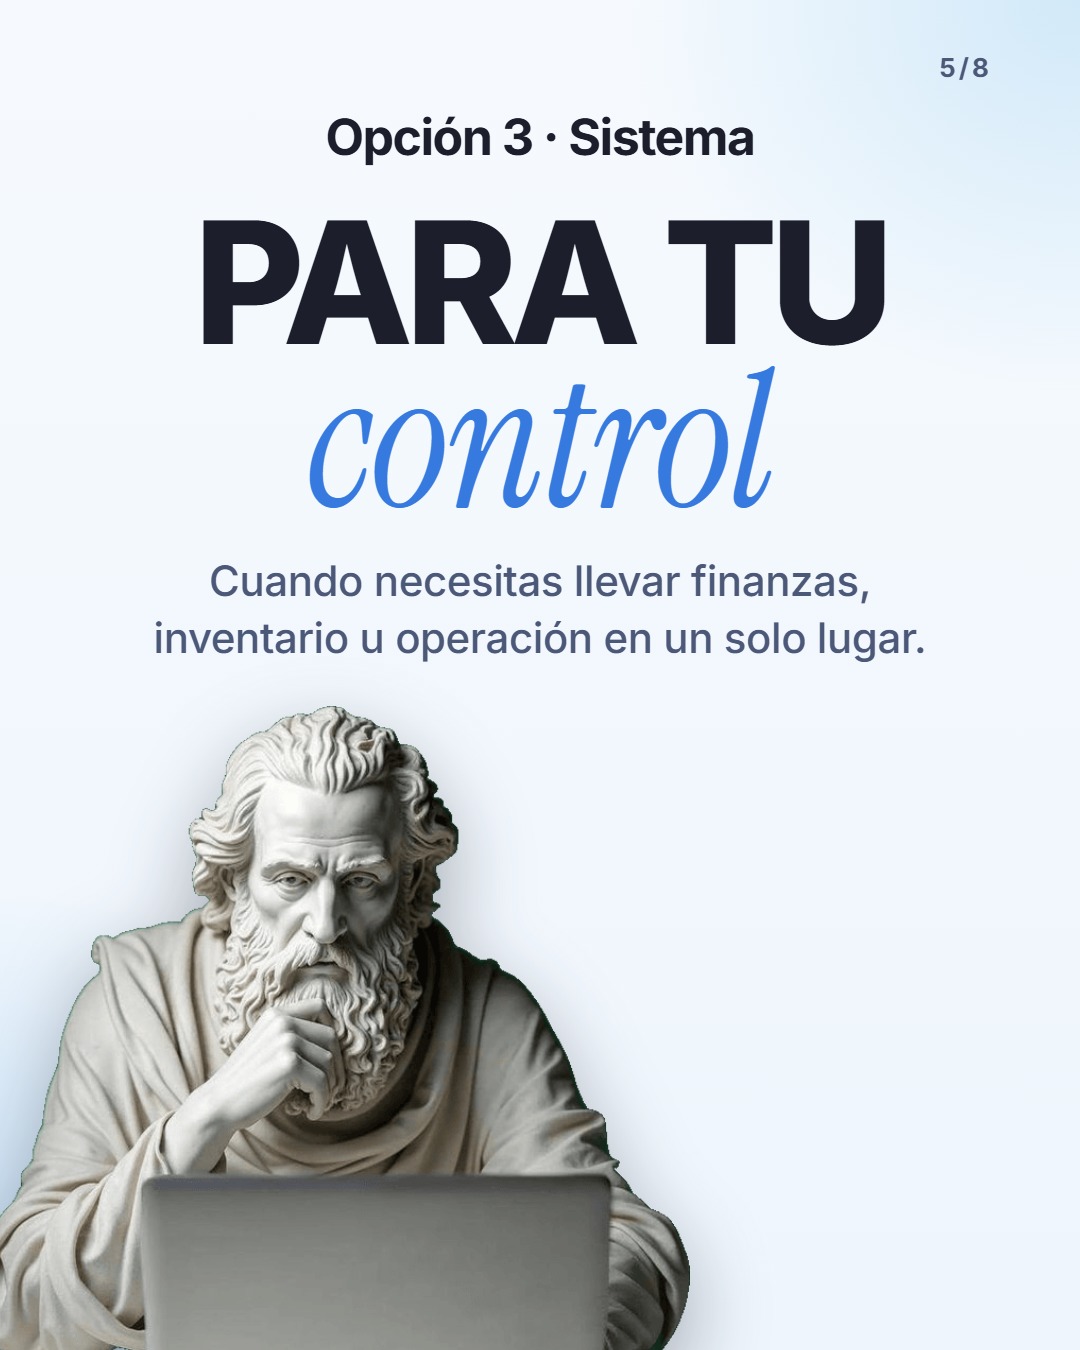 5/8
Opción 3 · Sistema
PARA TU
control
Cuando necesitas llevar finanzas,
inventario u operación en un solo lugar.